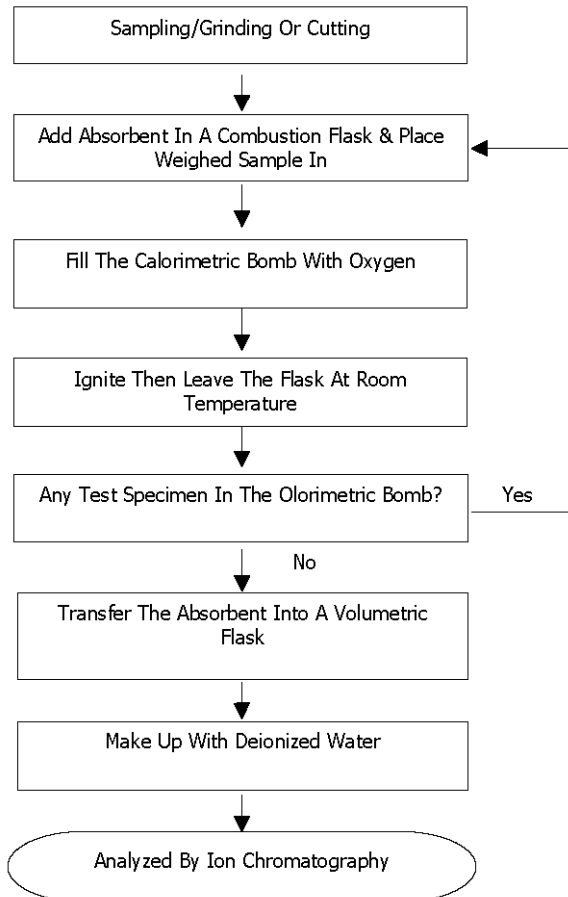 Sampling/Grinding Or Cutting
Add Absorbent In A Combustion Flask & Place
Weighed Sample In
Fill The Calorimetric Bomb With Oxygen
Ignite Then Leave The Flask At Room
Temperature
Any Test Specimen In The Olorimetric Bomb?
Yes
No
Transfer The Absorbent Into A Volumetric
Flask
Make Up With Deionized Water
Analyzed By Ion Chromatography